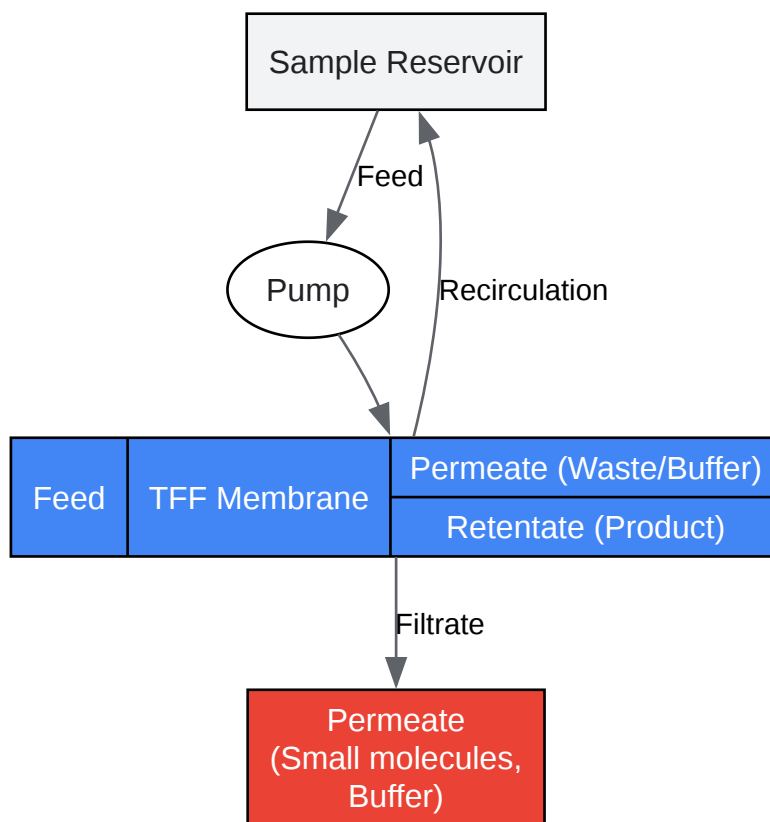 Sample Reservoir
Feed
Pump
Recirculation
Feed
TFF Membrane
Permeate (Waste/Buffer)
Retentate (Product)
Filtrate
Permeate
(Small molecules,
Buffer)